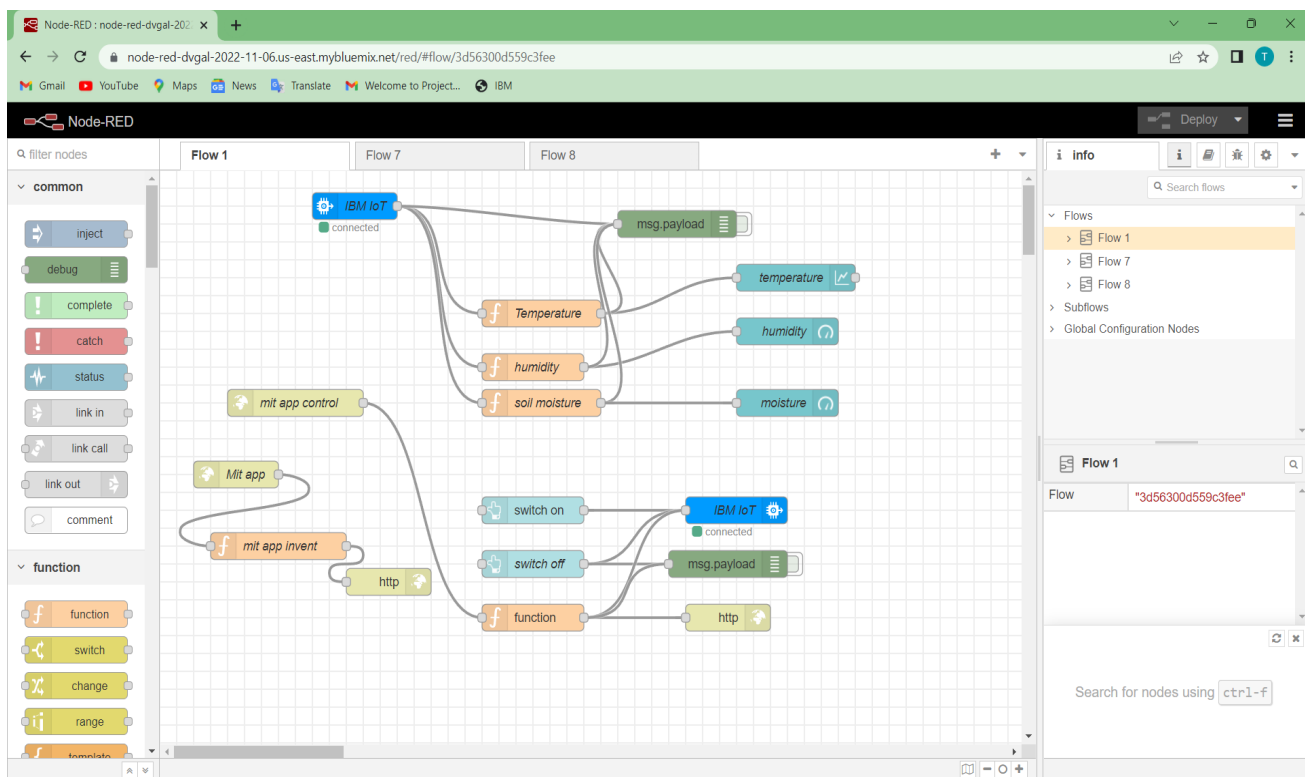 Node-RED : node-red-dvgal-202
node-red-dvgal-2022-11-06.us-east.mybluemix.net/red/#flow/3d56300d559c3fee
T
Gmail YouTube Maps News Translate Welcome to Project... IBM
Node-RED
Deploy
filter nodes
Flow 1 Flow 7 Flow 8
info
common
inject
debug
complete
catch
status
link in
link call
link out
comment
function
function
switch
change
range
template
IBM IoT
connected
msg.payload
temperature
Temperature
humidity
humidity
mit app control
soil moisture
moisture
Mit app
switch on
IBM IoT
connected
mit app invent
switch off
msg.payload
http
function
http
Search flows
Flows
Flow 1
Flow 7
Flow 8
Subflows
Global Configuration Nodes
Flow 1
Flow "3d56300d559c3fee"
Search for nodes using ctrl-f